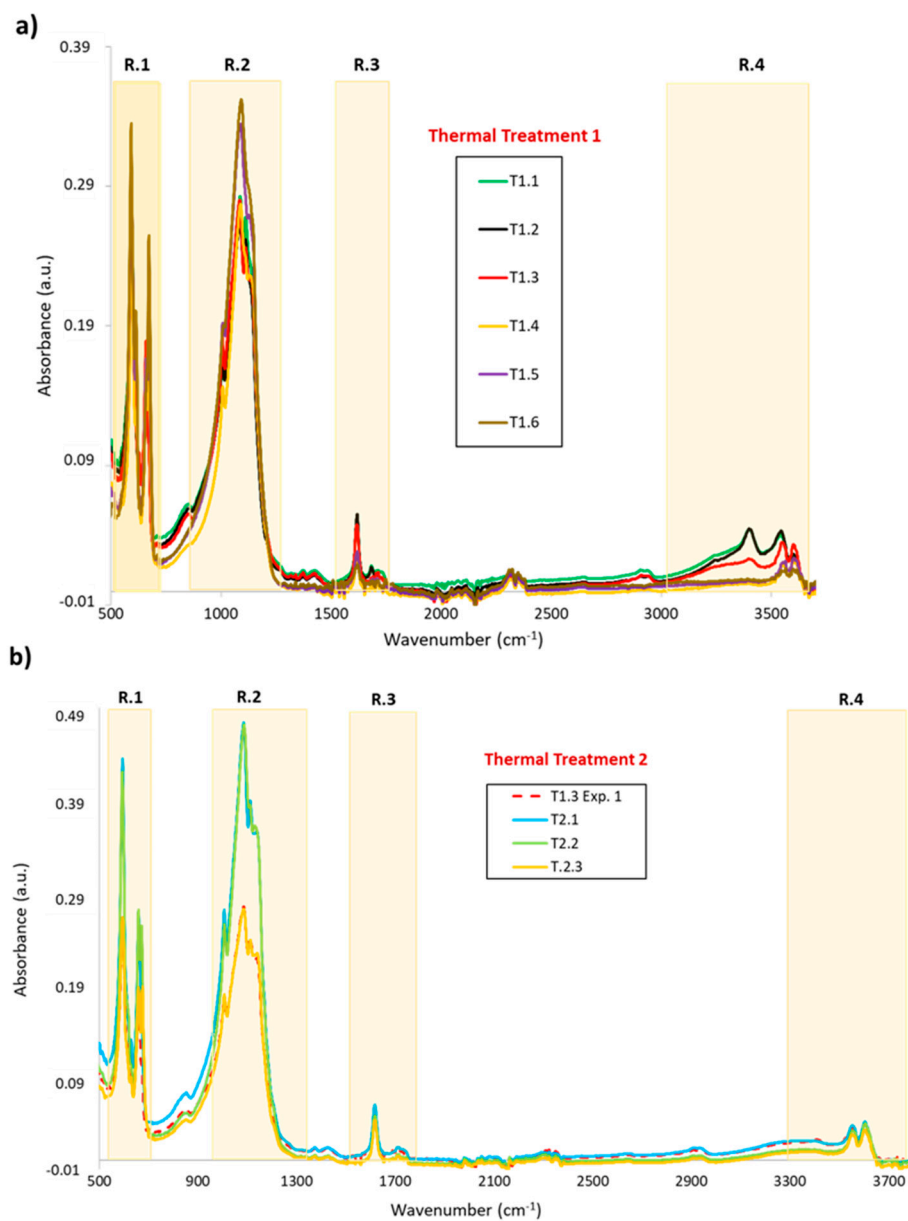 a)
0.39
R.1 R.2 R.3 R.4
Thermal Treatment 1
0.29
T1.1
T1.2
T1.3
0.19
T1.4
T1.5
T1.6
0.09
-0.01
500 1000 1500 2000 2500 3000 3500
Absorbance (a.u.)
Wavenumber (cm⁻¹)
b)
R.1 R.2 R.3 R.4
0.49
Thermal Treatment 2
T1.3 Exp. 1
0.39
T2.1
T2.2
T.2.3
0.29
0.19
0.09
-0.01
500 900 1300 1700 2100 2500 2900 3300 3700
Absorbance (a.u.)
Wavenumber (cm⁻¹)